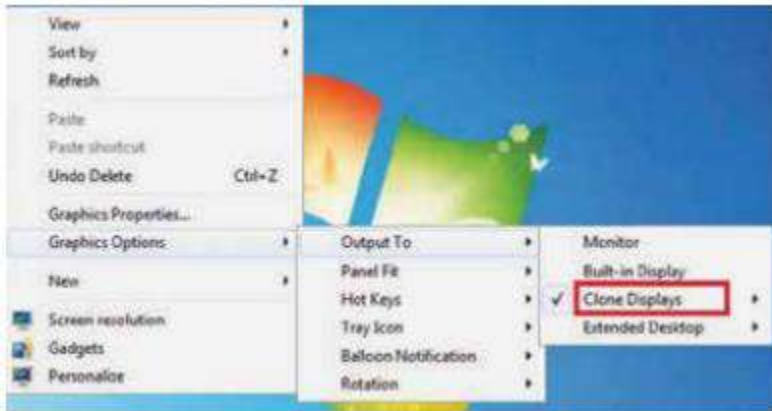 View
Sort by
Refresh
Paste
Paste shortcut
Undo Delete Ctrl+Z
Graphics Properties...
Graphics Options
New
Screen resolution
Gadgets
Personalize
Output To
Panel Fit
Hot Keys
Tray Icon
Balloon Notification
Rotation
Monitor
Built-in Display
Clone Displays
Extended Desktop